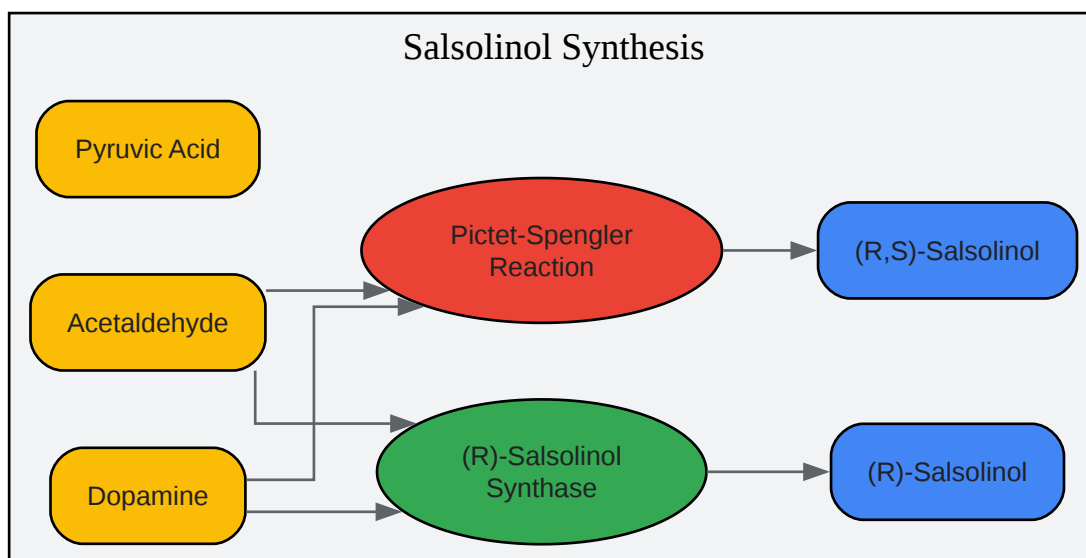 Salsolinol Synthesis
Pyruvic Acid
Pictet-Spengler
Reaction
(R,S)-Salsolinol
Acetaldehyde
(R)-Salsolinol
Synthase
(R)-Salsolinol
Dopamine